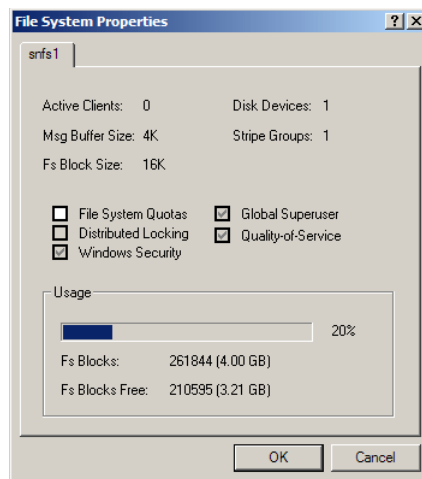 File System Properties
snfs1
Active Clients: 0 Disk Devices: 1
Msg Buffer Size: 4K Stripe Groups: 1
Fs Block Size: 16K
File System Quotas Global Superuser
Distributed Locking Quality-of-Service
Windows Security
Usage
20%
Fs Blocks: 261844 (4.00 GB)
Fs Blocks Free: 210595 (3.21 GB)
OK Cancel